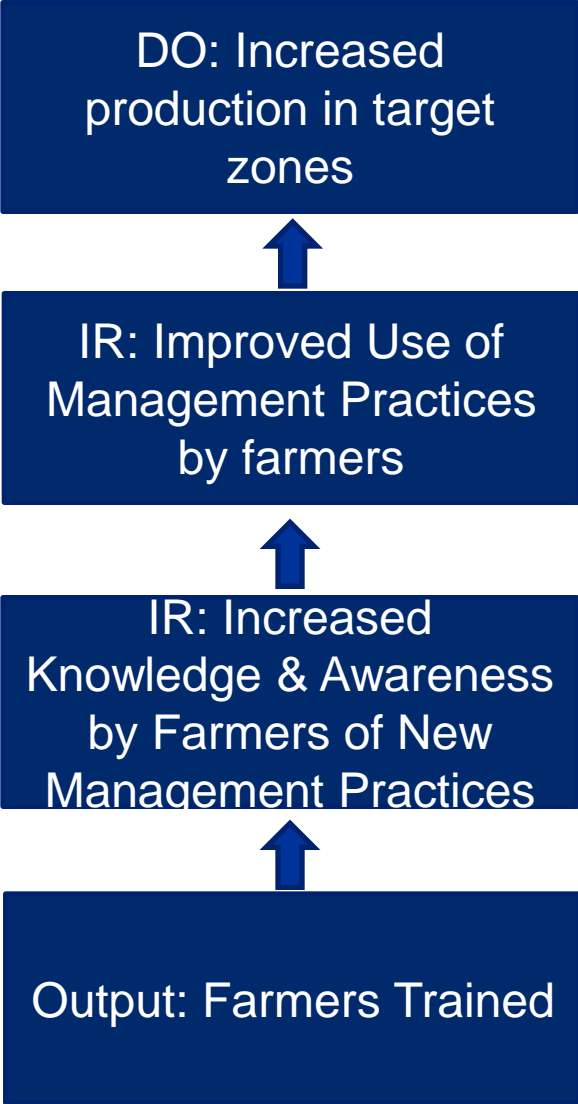 DO: Increased
production in target
zones
IR: Improved Use of
Management Practices
by farmers
IR: Increased
Knowledge & Awareness
by Farmers of New
Management Practices
Output: Farmers Trained